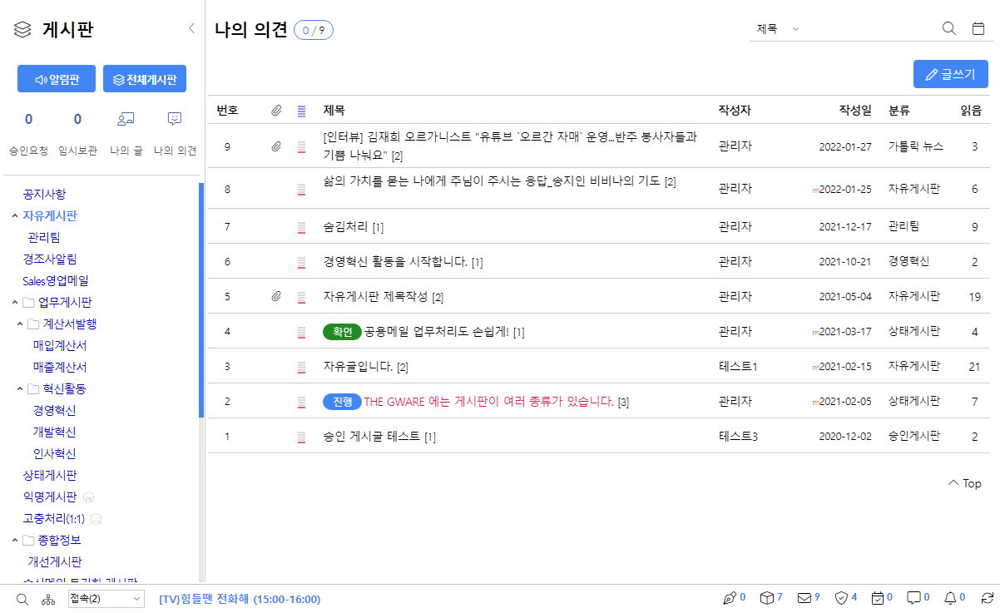 게시판
나의 의견 0 / 9
제목
알림판 전체게시판
글쓰기
0 0
승인요청 임시보관 나의 글 나의 의견
번호 제목 작성자 작성일 분류 읽음
9 [인터뷰] 김재희 오르가니스트 "유튜브 `오르간 자매` 운영...반주 봉사자들과
기쁨 나눠요" [2] 관리자 2022-01-27 가톨릭 뉴스 3
8 삶의 가치를 묻는 나에게 주님이 주시는 응답_송지인 비비나의 기도 [2] 관리자 m2022-01-25 자유게시판 6
7 숨김처리 [1] 관리자 2021-12-17 관리팀 9
6 경영혁신 활동을 시작합니다. [1] 관리자 2021-10-21 경영혁신 2
5 자유게시판 제목작성 [2] 관리자 2021-05-04 자유게시판 19
4 확인 공용메일 업무처리도 손쉽게! [1] 관리자 m2021-03-17 상태게시판 4
3 자유글입니다. [2] 테스트1 m2021-02-15 자유게시판 21
2 진행 THE GWARE 에는 게시판이 여러 종류가 있습니다. [3] 관리자 m2021-02-05 상태게시판 7
1 승인 게시글 테스트 [1] 테스트3 2020-12-02 승인게시판 2
Top
공지사항
자유게시판
관리팀
경조사알림
Sales영업메일
업무게시판
계산서발행
매입계산서
매출계산서
혁신활동
경영혁신
개발혁신
인사혁신
상태게시판
익명게시판
고충처리(1:1)
종합정보
개선게시판
접속(2) [TV}힘들땐 전화해 (15:00-16:00) 0 7 9 4 0 0 0